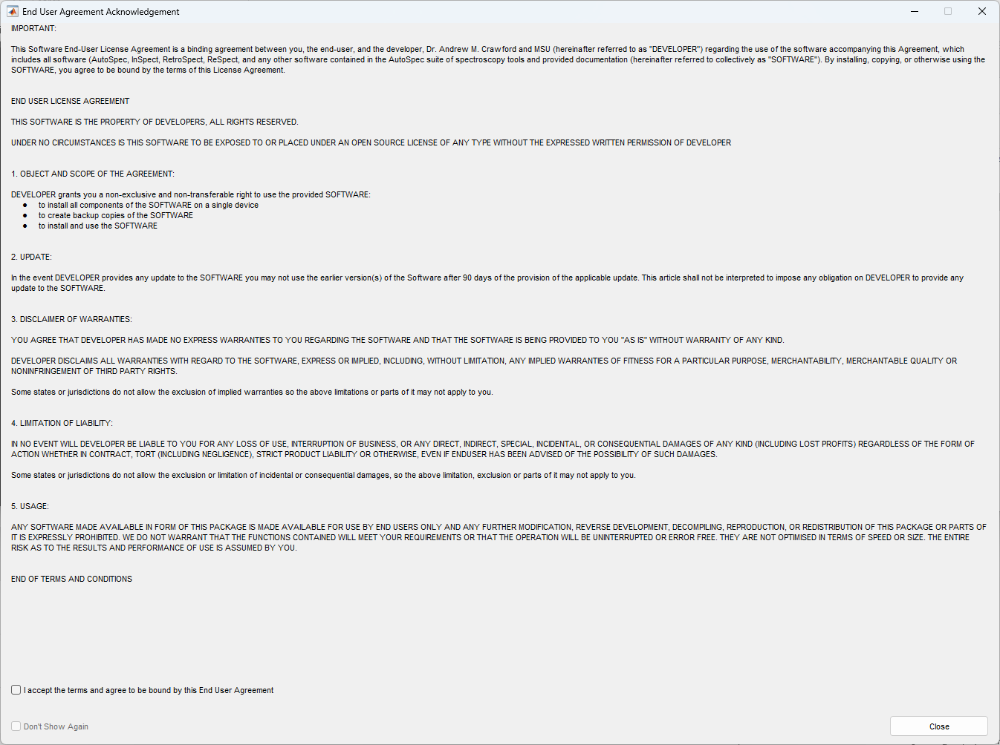 End User Agreement Acknowledgement
IMPORTANT:
This Software End-User License Agreement is a binding agreement between you, the end-user, and the developer, Dr. Andrew M. Crawford and MSU (hereinafter referred to as "DEVELOPER") regarding the use of the software accompanying this Agreement, which
includes all software (AutoSpec, InSpect, RetroSpect, ReSpect, and any other software contained in the AutoSpec suite of spectroscopy tools and provided documentation (hereinafter referred to collectively as "SOFTWARE"). By installing, copying, or otherwise using the
SOFTWARE, you agree to be bound by the terms of this License Agreement.
END USER LICENSE AGREEMENT
THIS SOFTWARE IS THE PROPERTY OF DEVELOPERS, ALL RIGHTS RESERVED.
UNDER NO CIRCUMSTANCES IS THIS SOFTWARE TO BE EXPOSED TO OR PLACED UNDER AN OPEN SOURCE LICENSE OF ANY TYPE WITHOUT THE EXPRESSED WRITTEN PERMISSION OF DEVELOPER
1. OBJECT AND SCOPE OF THE AGREEMENT:
DEVELOPER grants you a non-exclusive and non-transferable right to use the provided SOFTWARE:
● to install all components of the SOFTWARE on a single device
● to create backup copies of the SOFTWARE
● to install and use the SOFTWARE
2. UPDATE:
In the event DEVELOPER provides any update to the SOFTWARE you may not use the earlier version(s) of the Software after 90 days of the provision of the applicable update. This article shall not be interpreted to impose any obligation on DEVELOPER to provide any
update to the SOFTWARE.
3. DISCLAIMER OF WARRANTIES:
YOU AGREE THAT DEVELOPER HAS MADE NO EXPRESS WARRANTIES TO YOU REGARDING THE SOFTWARE AND THAT THE SOFTWARE IS BEING PROVIDED TO YOU "AS IS" WITHOUT WARRANTY OF ANY KIND.
DEVELOPER DISCLAIMS ALL WARRANTIES WITH REGARD TO THE SOFTWARE, EXPRESS OR IMPLIED, INCLUDING, WITHOUT LIMITATION, ANY IMPLIED WARRANTIES OF FITNESS FOR A PARTICULAR PURPOSE, MERCHANTABILITY, MERCHANTABLE QUALITY OR
NONINFRINGEMENT OF THIRD PARTY RIGHTS.
Some states or jurisdictions do not allow the exclusion of implied warranties so the above limitations or parts of it may not apply to you.
4. LIMITATION OF LIABILITY:
IN NO EVENT WILL DEVELOPER BE LIABLE TO YOU FOR ANY LOSS OF USE, INTERRUPTION OF BUSINESS, OR ANY DIRECT, INDIRECT, SPECIAL, INCIDENTAL, OR CONSEQUENTIAL DAMAGES OF ANY KIND (INCLUDING LOST PROFITS) REGARDLESS OF THE FORM OF
ACTION WHETHER IN CONTRACT, TORT (INCLUDING NEGLIGENCE), STRICT PRODUCT LIABILITY OR OTHERWISE, EVEN IF ENDUSER HAS BEEN ADVISED OF THE POSSIBILITY OF SUCH DAMAGES.
Some states or jurisdictions do not allow the exclusion or limitation of incidental or consequential damages, so the above limitation, exclusion or parts of it may not apply to you.
5. USAGE:
ANY SOFTWARE MADE AVAILABLE IN FORM OF THIS PACKAGE IS MADE AVAILABLE FOR USE BY END USERS ONLY AND ANY FURTHER MODIFICATION, REVERSE DEVELOPMENT, DECOMPILING, REPRODUCTION, OR REDISTRIBUTION OF THIS PACKAGE OR PARTS OF
IT IS EXPRESSLY PROHIBITED. WE DO NOT WARRANT THAT THE FUNCTIONS CONTAINED WILL MEET YOUR REQUIREMENTS OR THAT THE OPERATION WILL BE UNINTERRUPTED OR ERROR FREE. THEY ARE NOT OPTIMISED IN TERMS OF SPEED OR SIZE. THE ENTIRE
RISK AS TO THE RESULTS AND PERFORMANCE OF USE IS ASSUMED BY YOU.
END OF TERMS AND CONDITIONS
I accept the terms and agree to be bound by this End User Agreement
Don't Show Again
Close